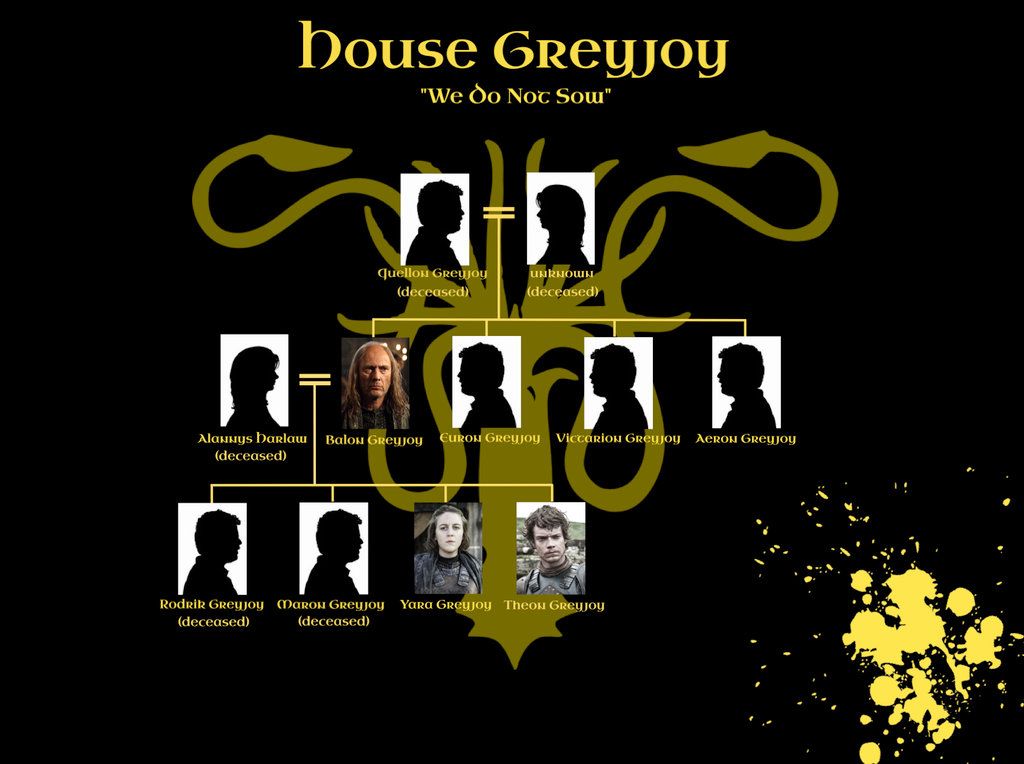 House Greyjoy
"We Do Not Sow"
Quellon Greyjoy
(deceased)
unknown
(deceased)
Alannys Harlaw
(deceased)
Balon Greyjoy
Euron Greyjoy
Victarion Greyjoy
Aeron Greyjoy
Rodrik Greyjoy
(deceased)
Maron Greyjoy
(deceased)
Yara Greyjoy
Theon Greyjoy